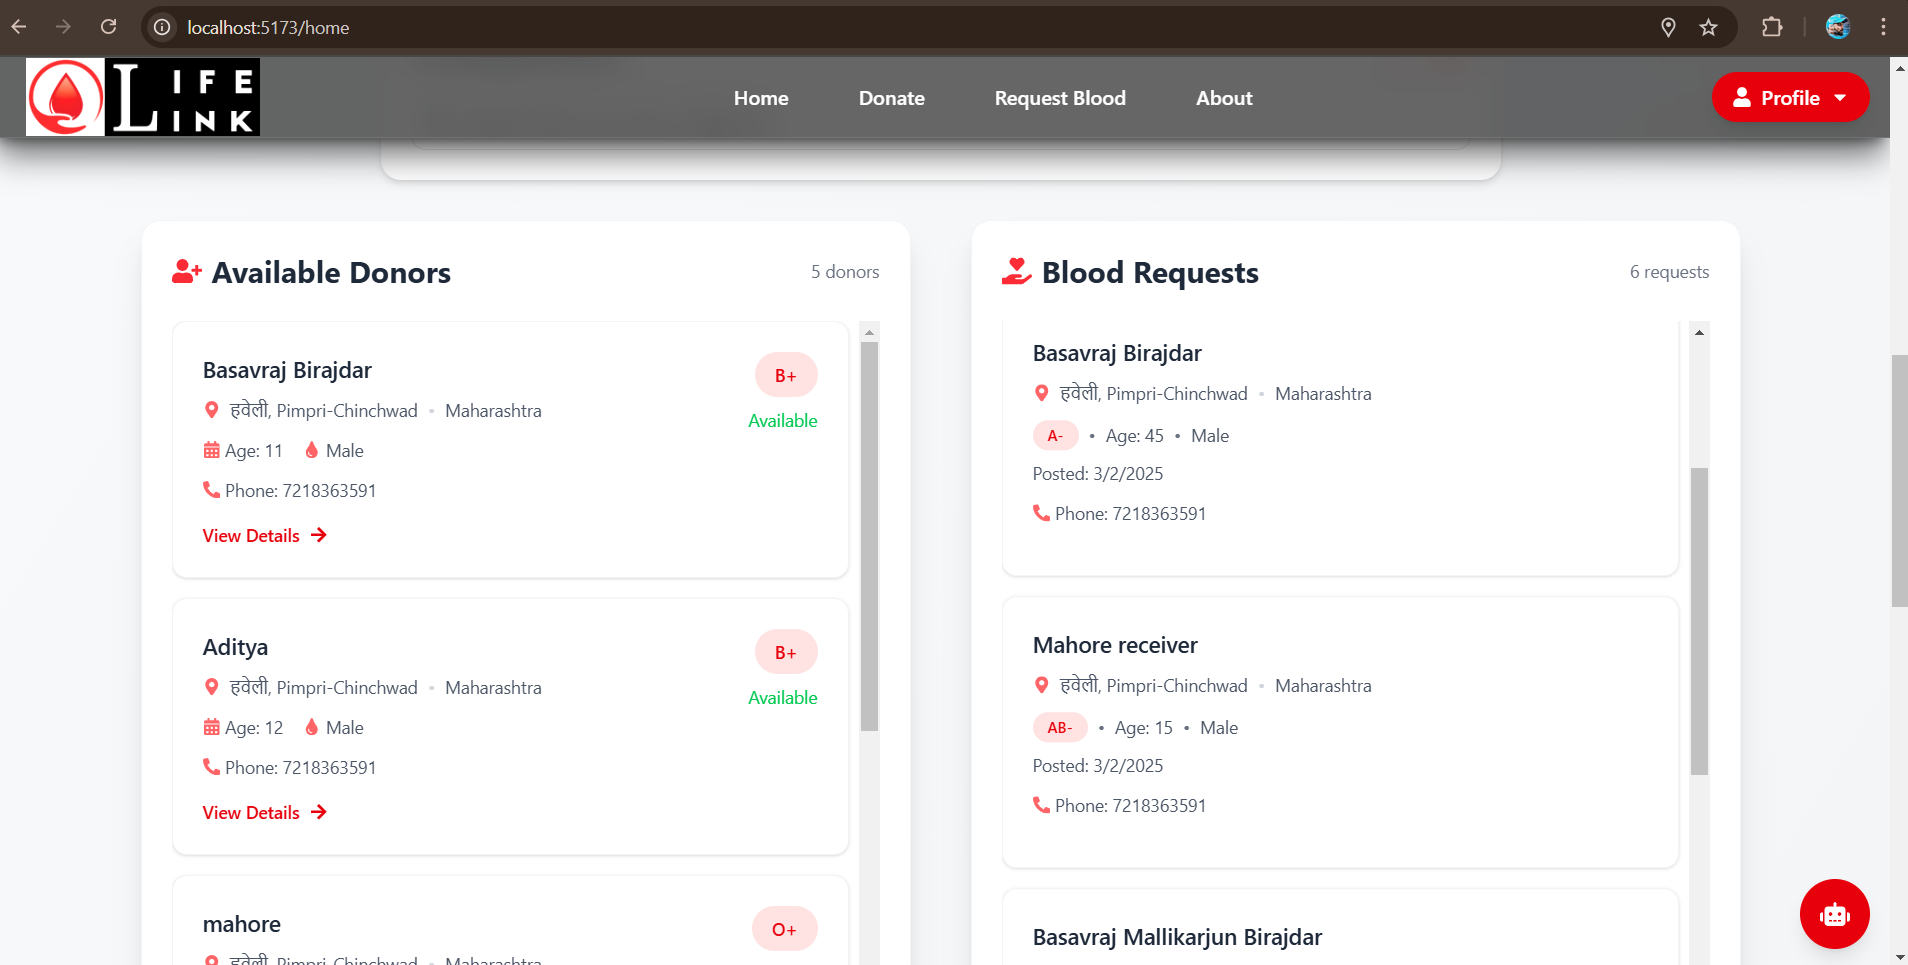 localhost:5173/home
LIFE LINK
Home
Donate
Request Blood
About
Profile
Available Donors
5 donors
Basavraj Birajdar
B+
हवेली, Pimpri-Chinchwad • Maharashtra
Available
Age: 11 Male
Phone: 7218363591
View Details →
Aditya
B+
हवेली, Pimpri-Chinchwad • Maharashtra
Available
Age: 12 Male
Phone: 7218363591
View Details →
mahore
O+
हवेली, Pimpri-Chinchwad • Maharashtra
Blood Requests
6 requests
Basavraj Birajdar
हवेली, Pimpri-Chinchwad • Maharashtra
A- • Age: 45 • Male
Posted: 3/2/2025
Phone: 7218363591
Mahore receiver
हवेली, Pimpri-Chinchwad • Maharashtra
AB- • Age: 15 • Male
Posted: 3/2/2025
Phone: 7218363591
Basavraj Mallikarjun Birajdar